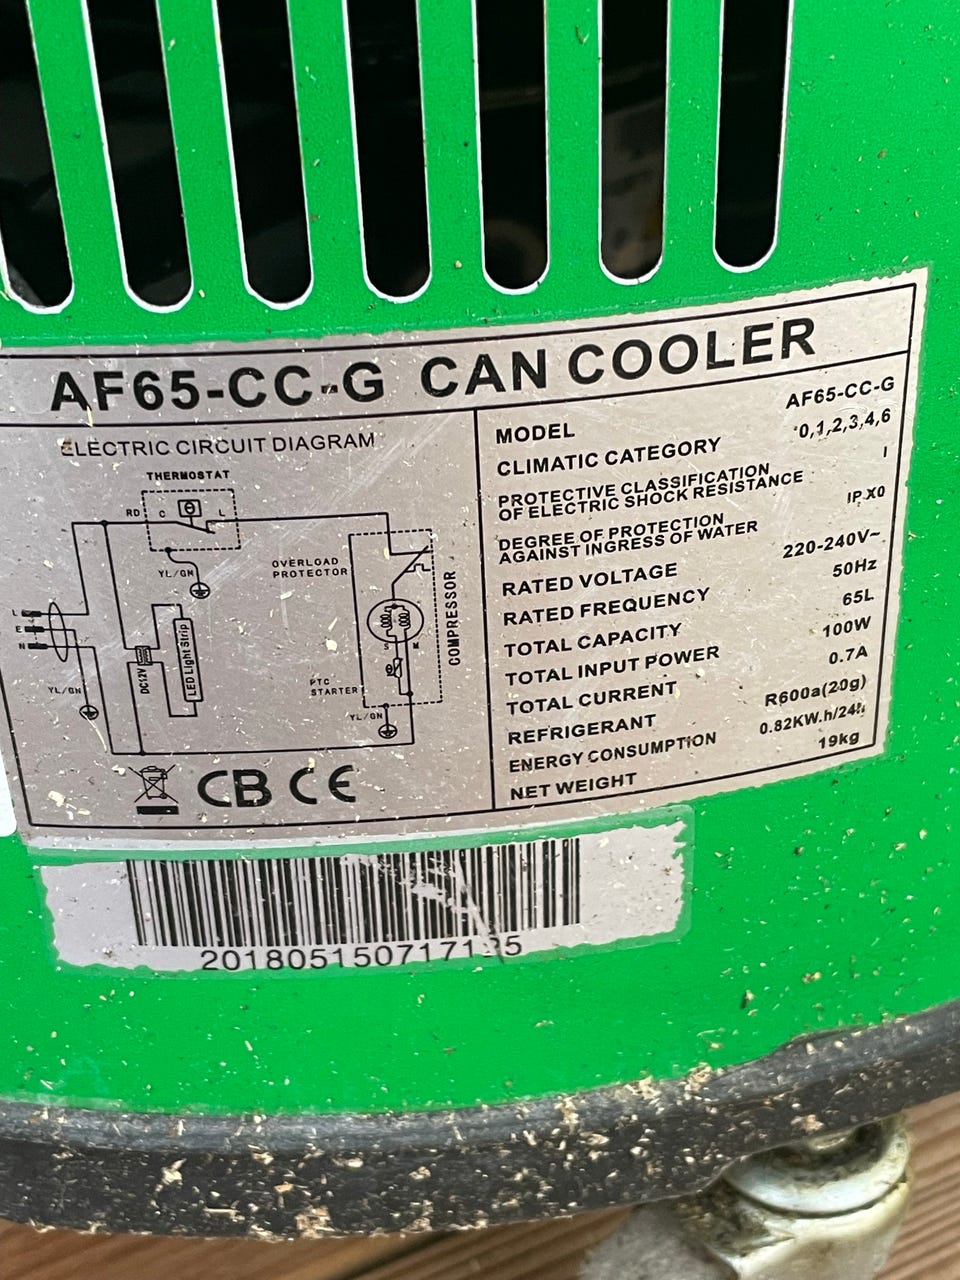 AF65-CC-G CAN COOLER
ELECTRIC CIRCUIT DIAGRAM
THERMOSTAT
RD C L
YL/GN
OVERLOAD
PROTECTOR
COMPRESSOR
L
E
N
YL/GN
DC12V
LED Light Strip
S M
PTC
STARTER
YL/GN
CB CE
MODEL AF65-CC-G
CLIMATIC CATEGORY 0,1,2,3,4,6
PROTECTIVE CLASSIFICATION
OF ELECTRIC SHOCK RESISTANCE I
DEGREE OF PROTECTION
AGAINST INGRESS OF WATER IP X0
RATED VOLTAGE 220-240V~
RATED FREQUENCY 50Hz
TOTAL CAPACITY 65L
TOTAL INPUT POWER 100W
TOTAL CURRENT 0.7A
REFRIGERANT R600a(20g)
ENERGY CONSUMPTION 0.82KW.h/24h
NET WEIGHT 19kg